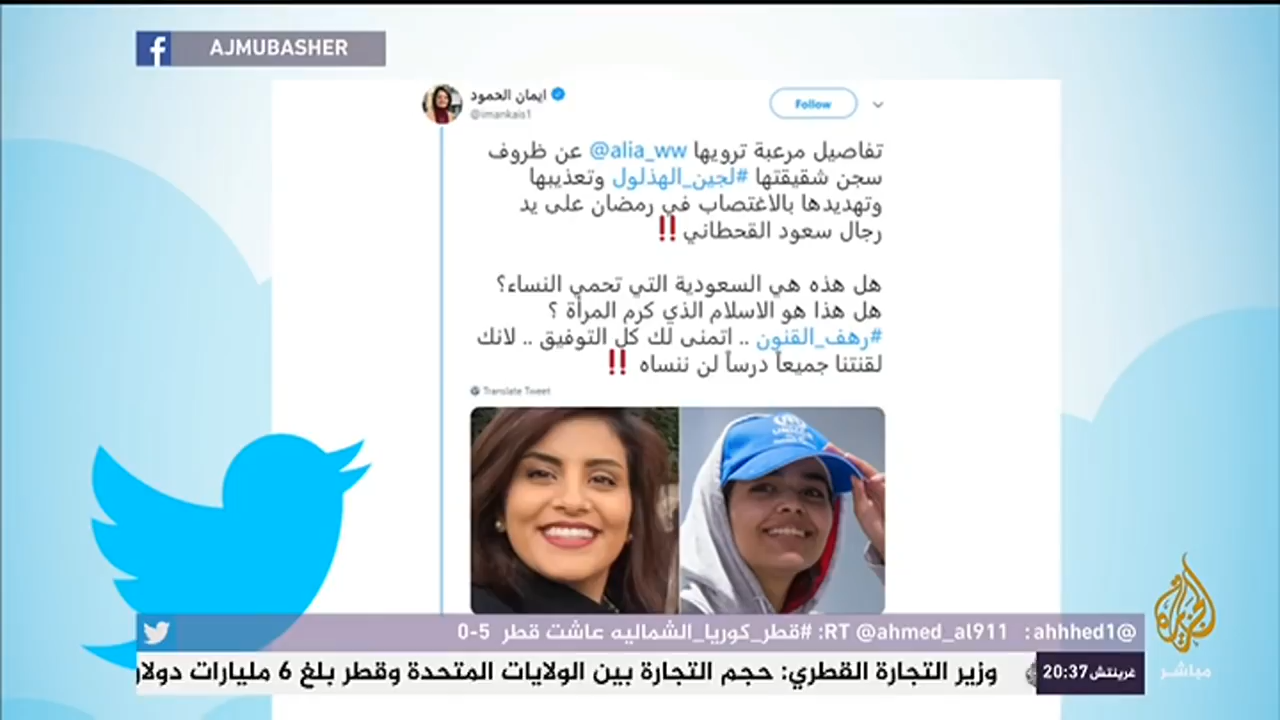 AJMUBASHER
ايمان الحمود
@imankais1
Follow
تفاصيل مرعبة ترويها @alia_ww عن ظروف
سجن شقيقتها #لجين_الهذلول وتعذيبها
وتهديدها بالاغتصاب في رمضان على يد
رجال سعود القحطاني ‼
هل هذه هي السعودية التي تحمي النساء؟
هل هذا هو الاسلام الذي كرم المرأة ؟
#رهف_القنون .. اتمنى لك كل التوفيق .. لانك
لقنتنا جميعاً درساً لن ننساه ‼
Translate Tweet
UNHCR
@ahhhed1: RT @ahmed_al911: #قطر_كوريا_الشماليه عاشت قطر 5-0
غرينتش 20:37
وزير التجارة القطري: حجم التجارة بين الولايات المتحدة وقطر بلغ 6 مليارات دولار
الجزيرة
مباشر